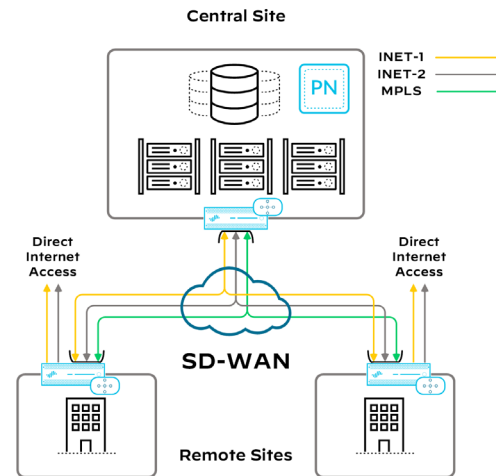 Central Site
INET-1
INET-2
MPLS
PN
Direct
Internet
Access
Direct
Internet
Access
SD-WAN
Remote Sites